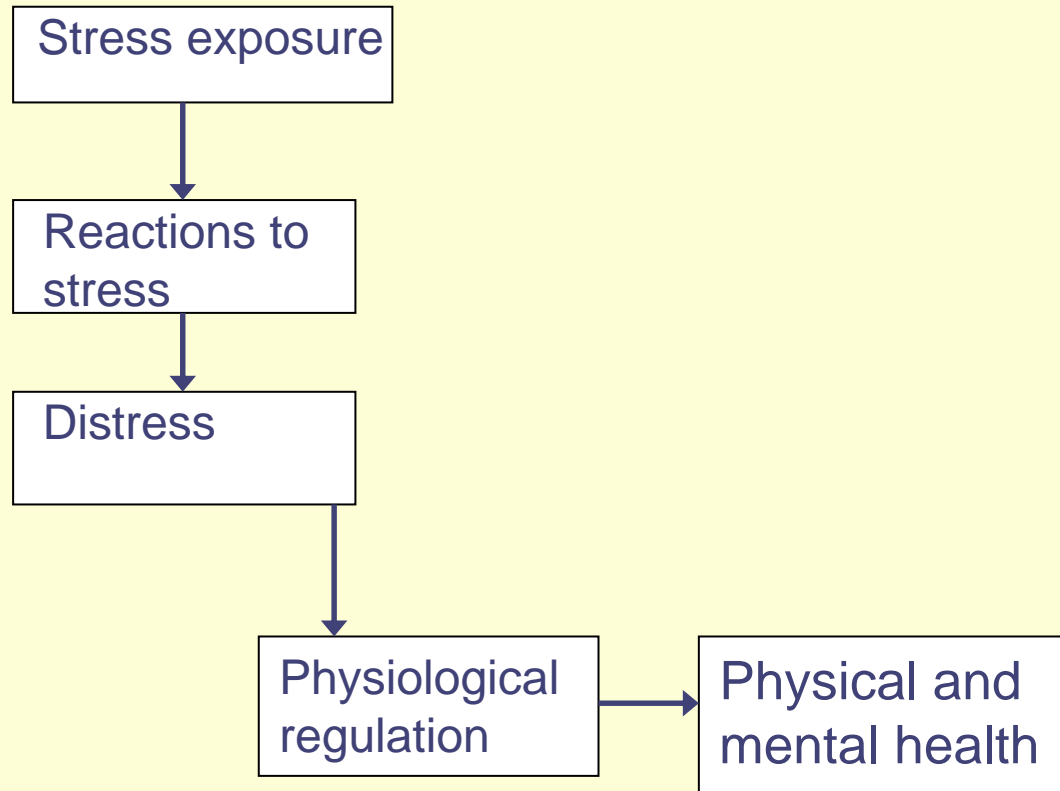 Stress exposure
Reactions to
stress
Distress
Physiological
regulation
Physical and
mental health